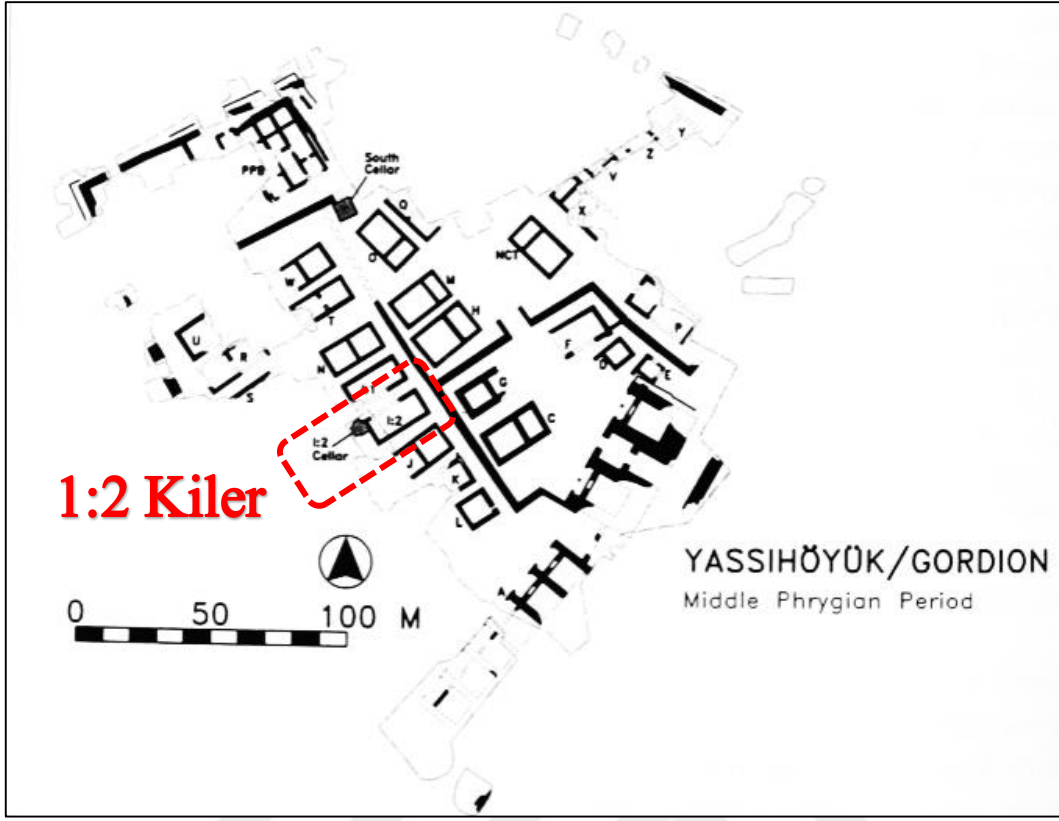 Y
Z
V
PPB
South
Cellar
X
Q
O
NCT
W
M
H
T
P
F
U
R
D
E
N
S
G
I:2
C
I:2
Cellar
J
K
1:2 Kiler
L
YASSIHÖYÜK/GORDION
Middle Phrygian Period
A
0 50 100 M